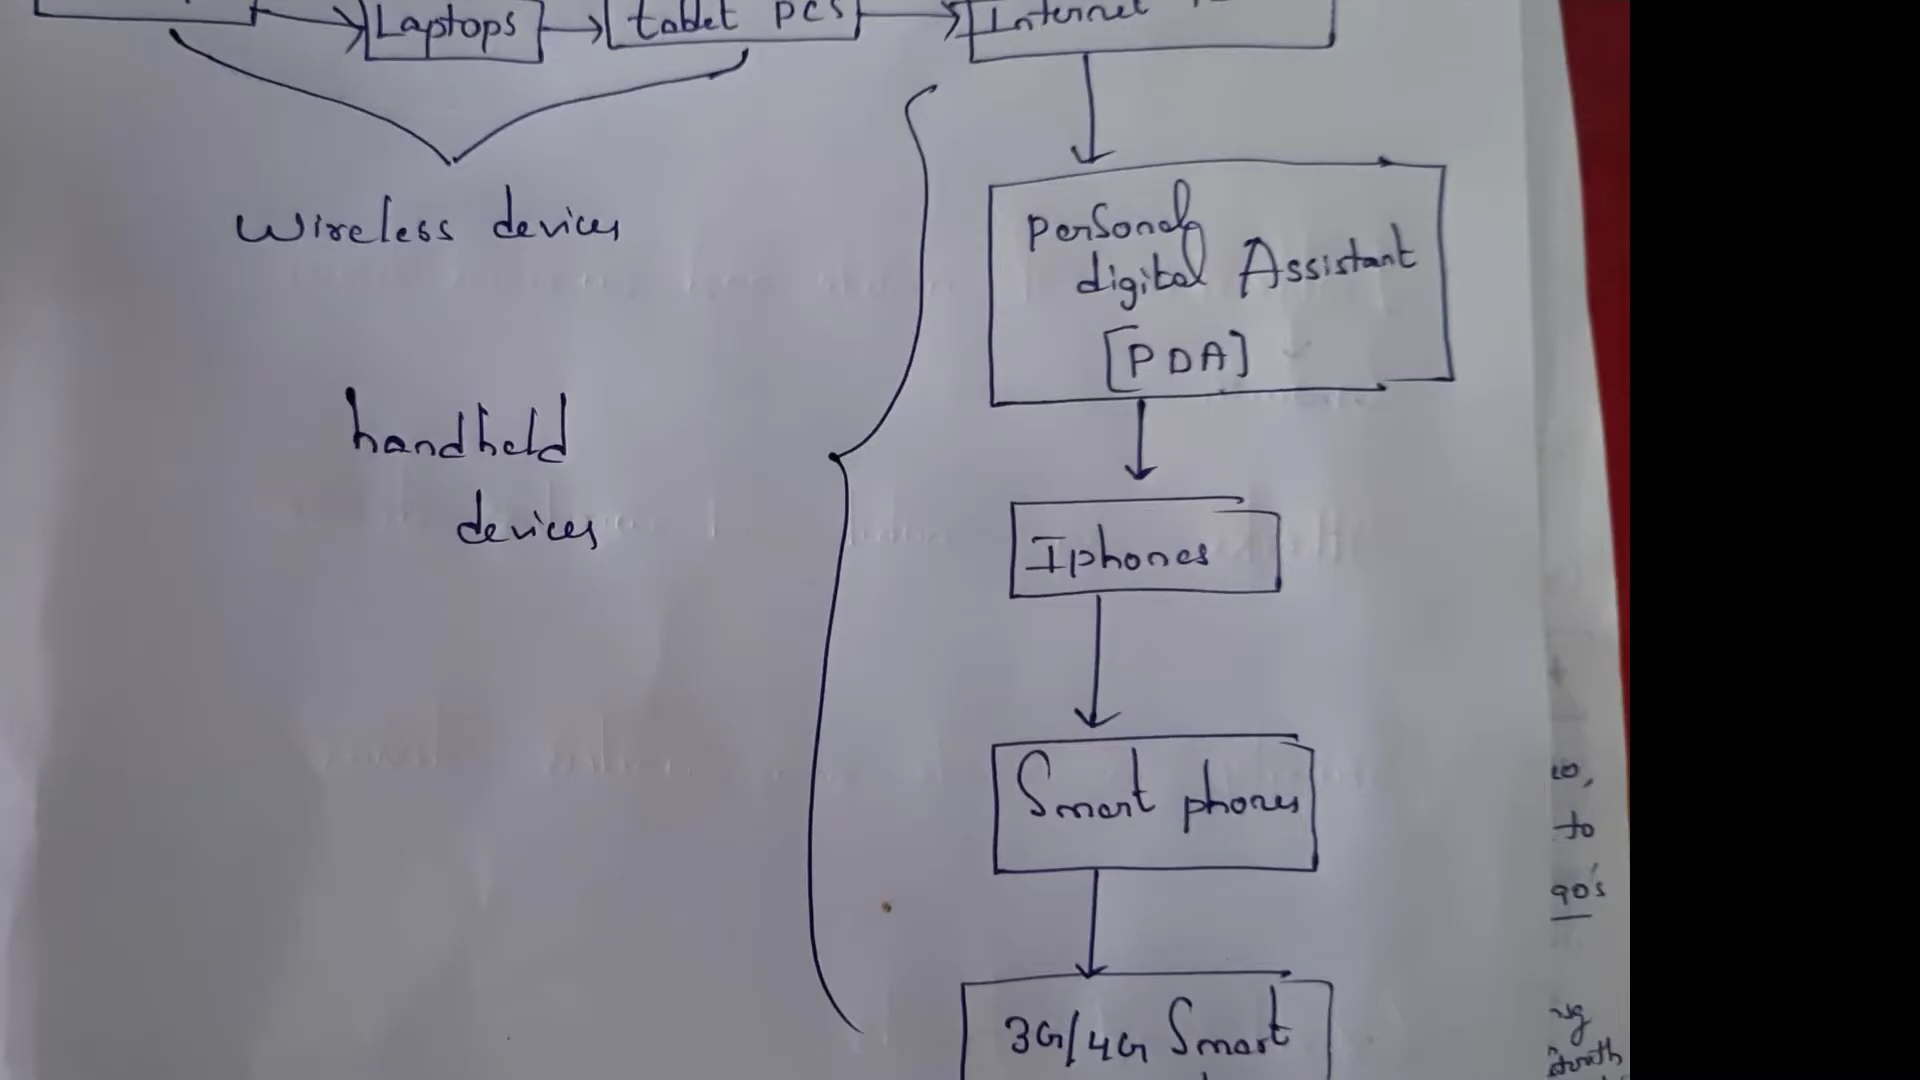 Laptops
tablet pcs
Internet
Wireless devices
Personal
digital Assistant
[PDA]
handheld
devices
Iphones
Smart phones
to
90's
3G/4G Smart